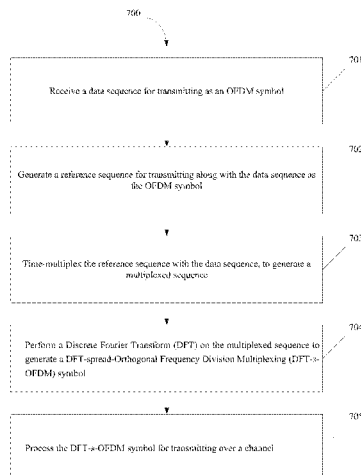 700
701
Receive a data sequence for transmitting as an OFDM symbol
702
Generate a reference sequence for transmitting along with the data sequence as
the OFDM symbol
703
Time-multiplex the reference sequence with the data sequence, to generate a
multiplexed sequence
704
Perform a Discrete Fourier Transform (DFT) on the multiplexed sequence to
generate a DFT-spread-Orthogonal Frequency Division Multiplexing (DFT-s-
OFDM) symbol
705
Process the DFT-s-OFDM symbol for transmitting over a channel